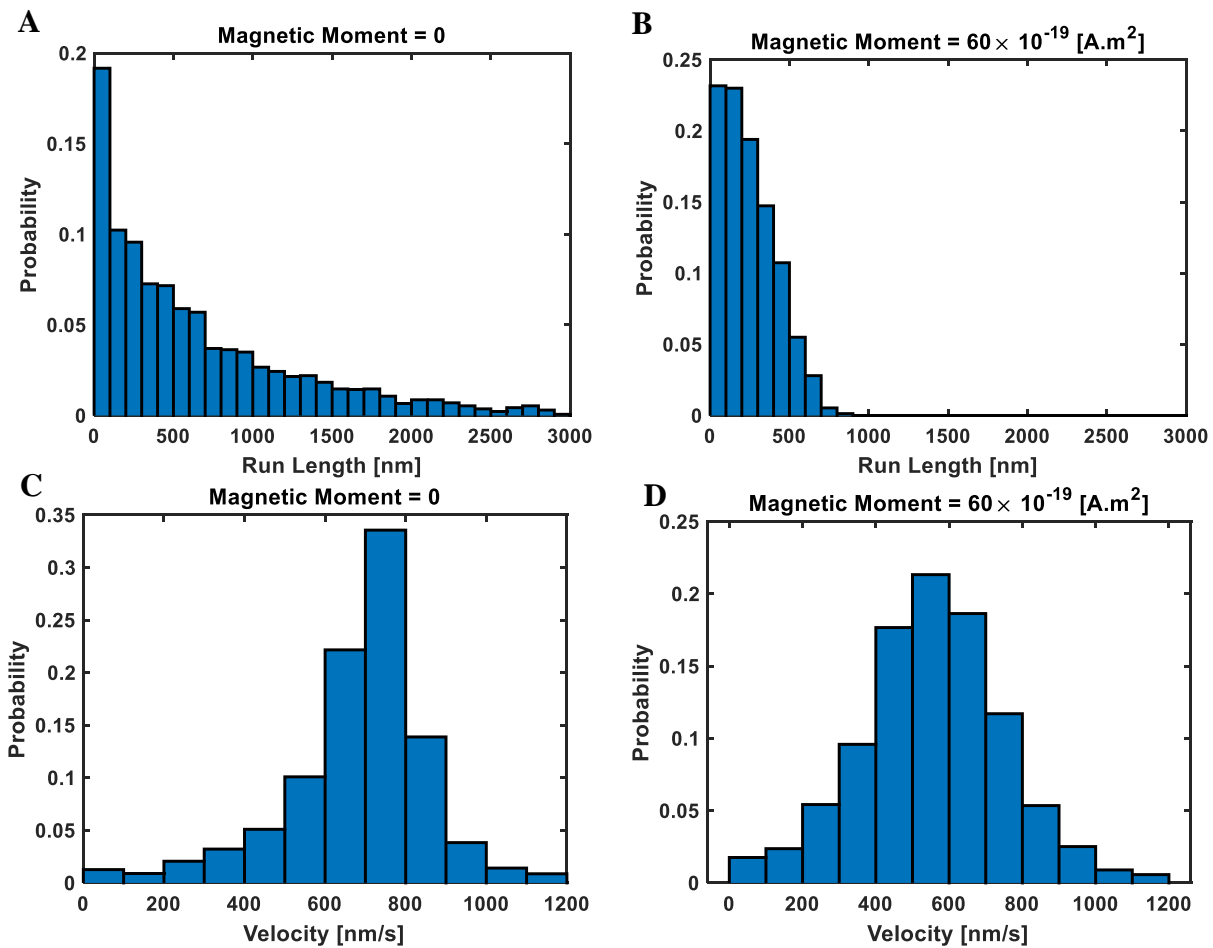 A
Magnetic Moment = 0
0.2
0.15
0.1
0.05
0
Probability
0 500 1000 1500 2000 2500 3000
Run Length [nm]
B
Magnetic Moment = 60× 10⁻¹⁹ [A.m²]
0.25
0.2
0.15
0.1
0.05
0
Probability
0 500 1000 1500 2000 2500 3000
Run Length [nm]
C
Magnetic Moment = 0
0.35
0.3
0.25
0.2
0.15
0.1
0.05
0
Probability
0 200 400 600 800 1000 1200
Velocity [nm/s]
D
Magnetic Moment = 60× 10⁻¹⁹ [A.m²]
0.25
0.2
0.15
0.1
0.05
0
Probability
0 200 400 600 800 1000 1200
Velocity [nm/s]